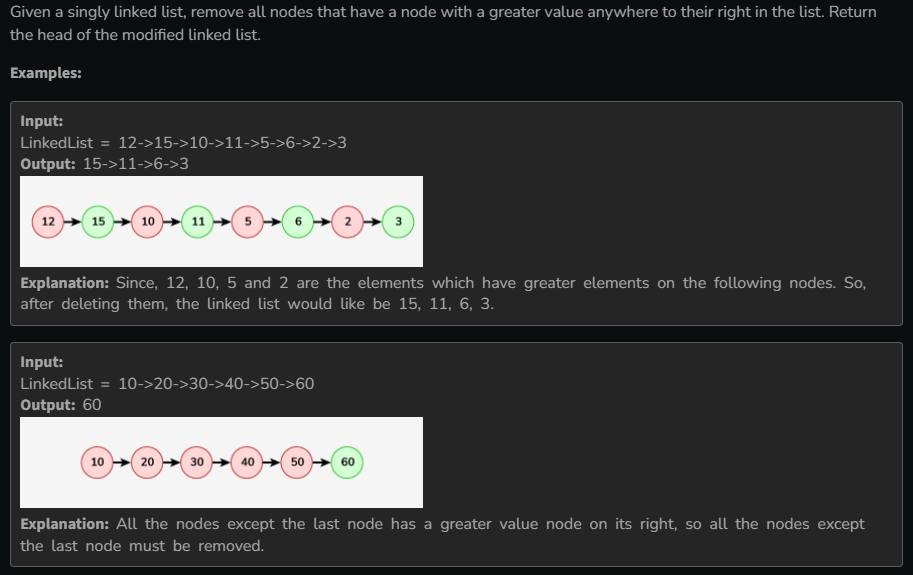 Given a singly linked list, remove all nodes that have a node with a greater value anywhere to their right in the list. Return
the head of the modified linked list.
Examples:
Input:
LinkedList = 12->15->10->11->5->6->2->3
Output: 15->11->6->3
12 15 10 11 5 6 2 3
Explanation: Since, 12, 10, 5 and 2 are the elements which have greater elements on the following nodes. So,
after deleting them, the linked list would like be 15, 11, 6, 3.
Input:
LinkedList = 10->20->30->40->50->60
Output: 60
10 20 30 40 50 60
Explanation: All the nodes except the last node has a greater value node on its right, so all the nodes except
the last node must be removed.